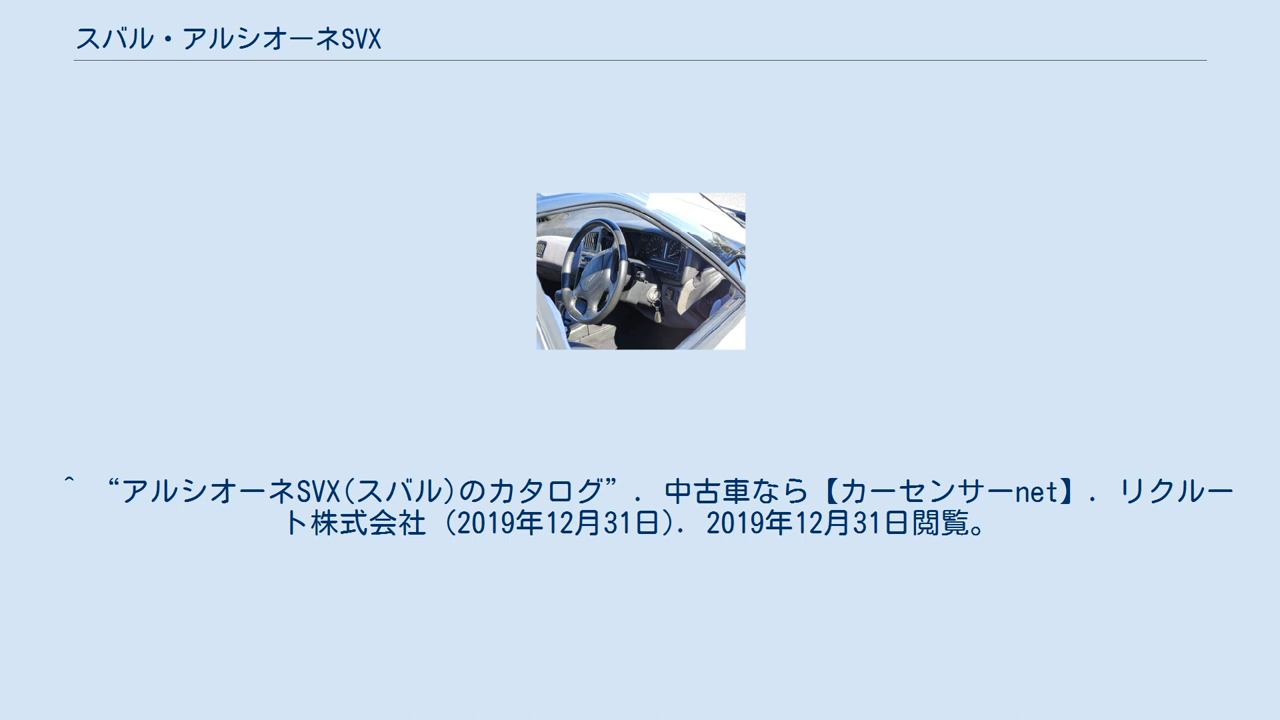 スバル・アルシオーネSVX
^ “アルシオーネSVX(スバル)のカタログ”. 中古車なら【カーセンサーnet】. リクルー
ト株式会社 (2019年12月31日). 2019年12月31日閲覧。